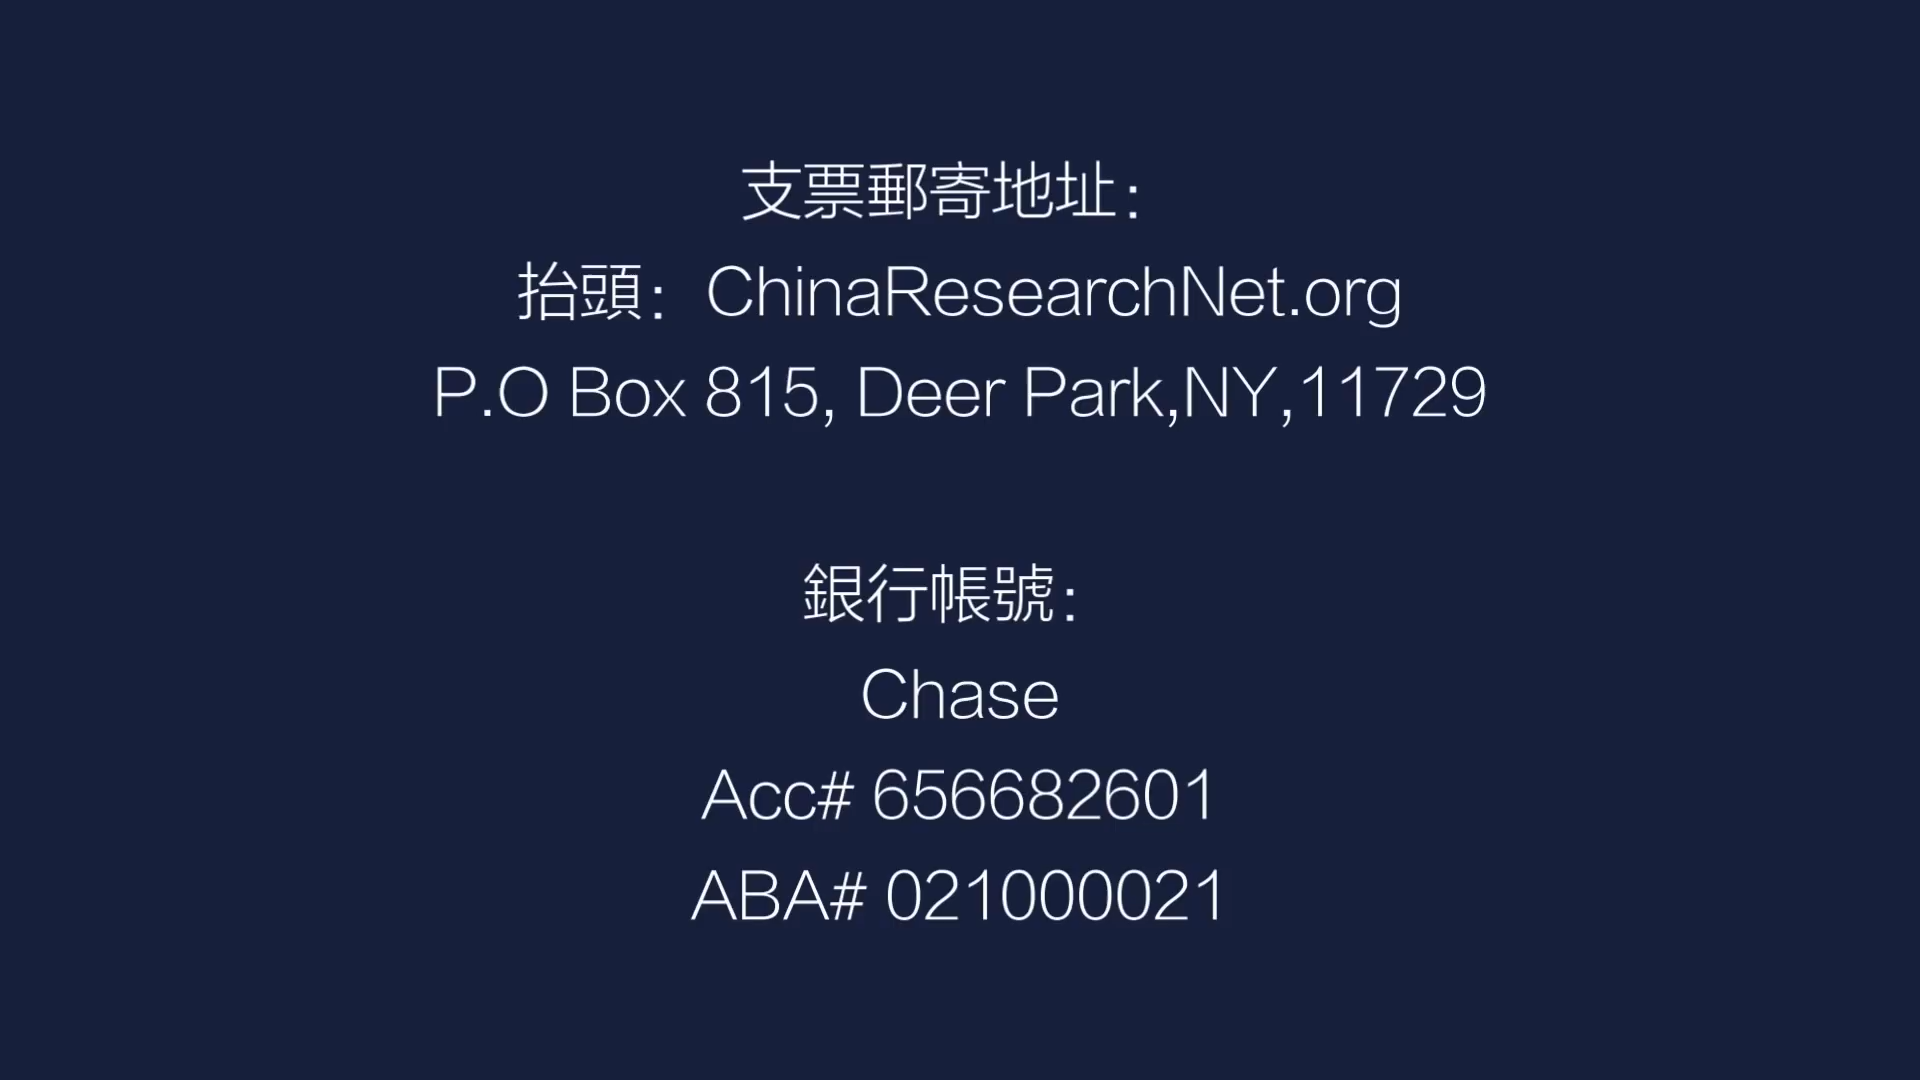 支票郵寄地址：
抬頭：ChinaResearchNet.org
P.O Box 815, Deer Park,NY,11729
銀行帳號：
Chase
Acc# 656682601
ABA# 021000021